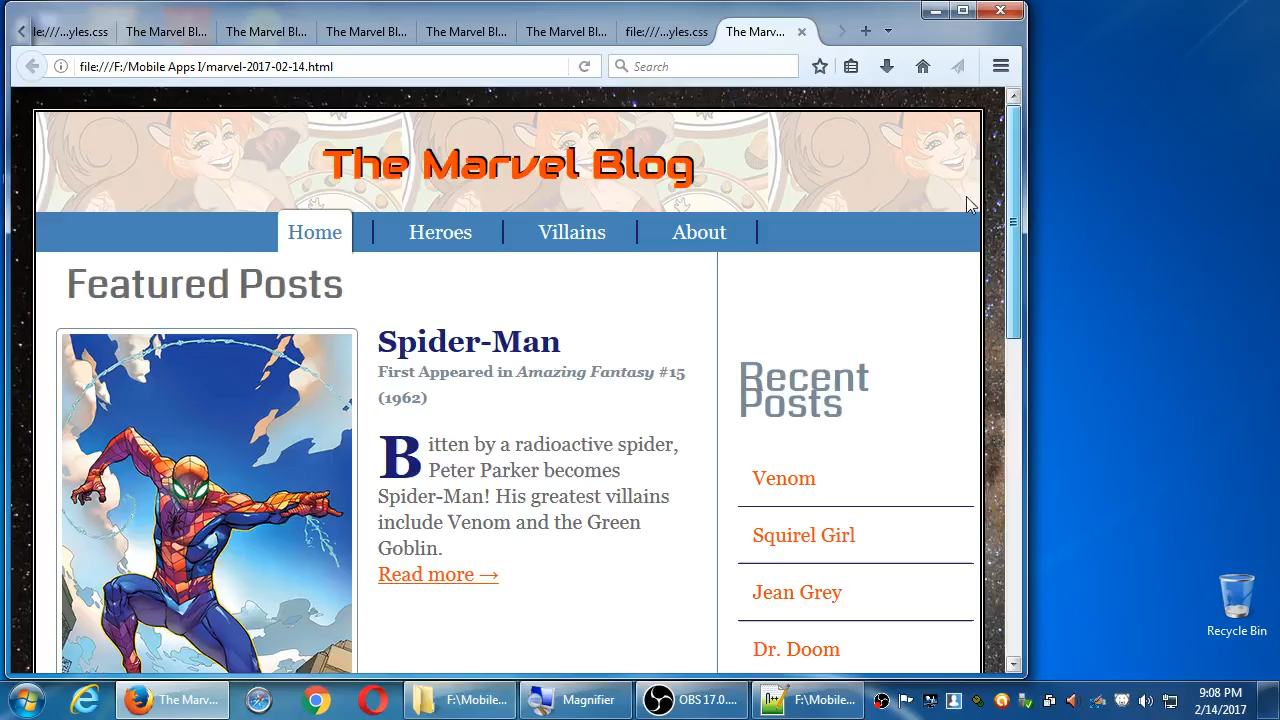 le:///...yles.css
The Marvel Bl...
The Marvel Bl...
The Marvel Bl...
The Marvel Bl...
The Marvel Bl...
file:///...yles.css
The Marv...
file:///F:/Mobile Apps I/marvel-2017-02-14.html
Search
The Marvel Blog
Home
Heroes
Villains
About
Featured Posts
Spider-Man
First Appeared in Amazing Fantasy #15
(1962)
Bitten by a radioactive spider,
Peter Parker becomes
Spider-Man! His greatest villains
include Venom and the Green
Goblin.
Read more →
Recent
Posts
Venom
Squirel Girl
Jean Grey
Dr. Doom
Recycle Bin
The Marv...
F:\Mobile...
Magnifier
OBS 17.0....
F:\Mobile...
9:08 PM
2/14/2017